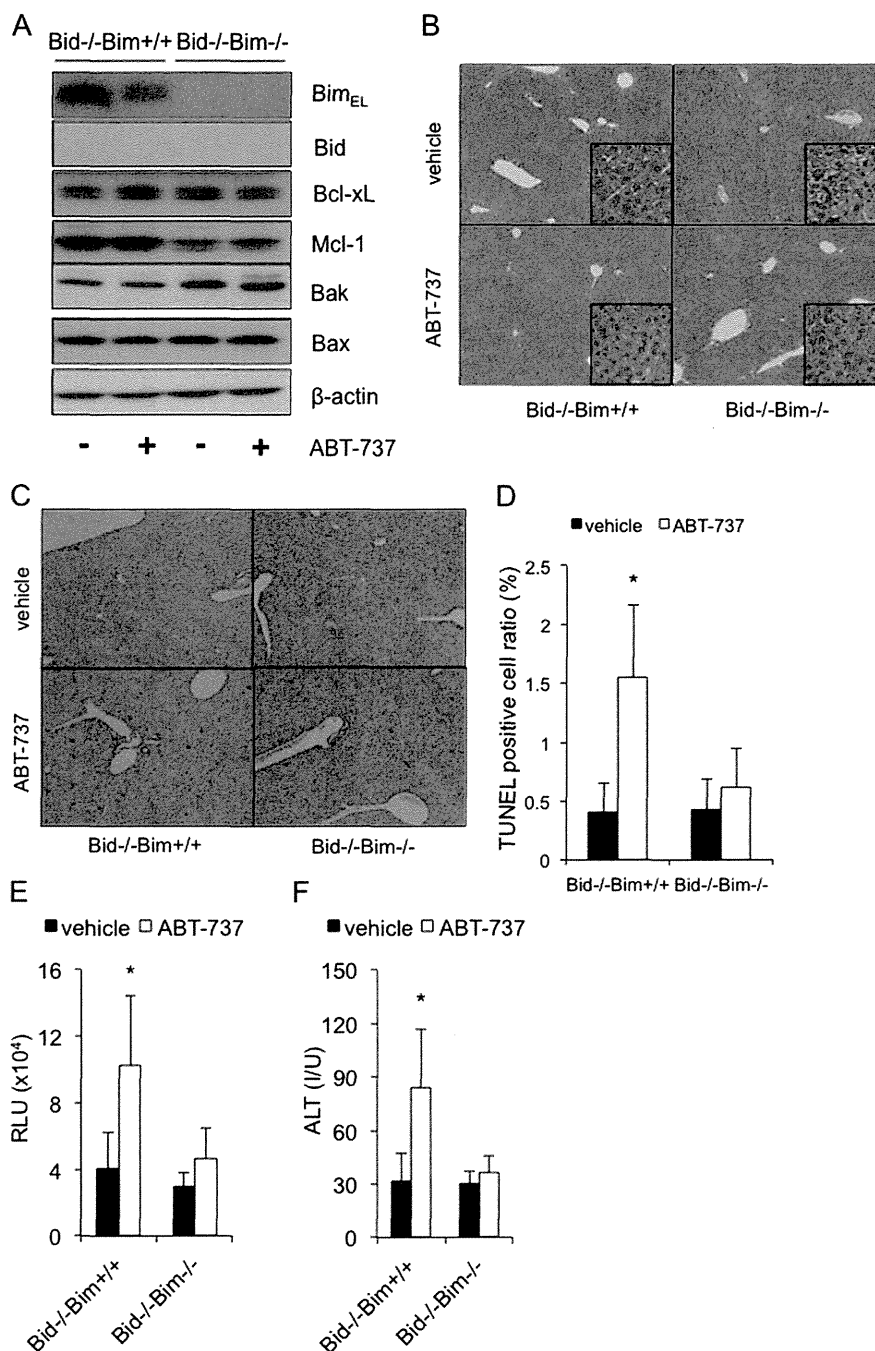 A
Bid-/-Bim+/+ Bid-/-Bim-/-
BimEL
Bid
Bcl-xL
Mcl-1
Bak
Bax
β-actin
- + - + ABT-737
B
vehicle
ABT-737
Bid-/-Bim+/+ Bid-/-Bim-/-
C
vehicle
ABT-737
Bid-/-Bim+/+ Bid-/-Bim-/-
D
vehicle ABT-737
TUNEL positive cell ratio (%)
2.5
2
1.5
1
0.5
0
*
Bid-/-Bim+/+ Bid-/-Bim-/-
E
vehicle ABT-737
RLU (x10⁴)
16
12
8
4
0
*
Bid-/-Bim+/+
Bid-/-Bim-/-
F
vehicle ABT-737
ALT (I/U)
150
120
90
60
30
0
*
Bid-/-Bim+/+
Bid-/-Bim-/-